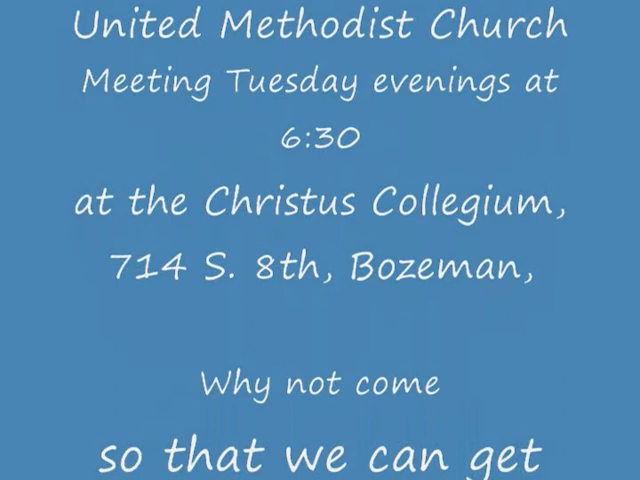 United Methodist Church
Meeting Tuesday evenings at
6:30
at the Christus Collegium,
714 S. 8th, Bozeman,
Why not come
so that we can get